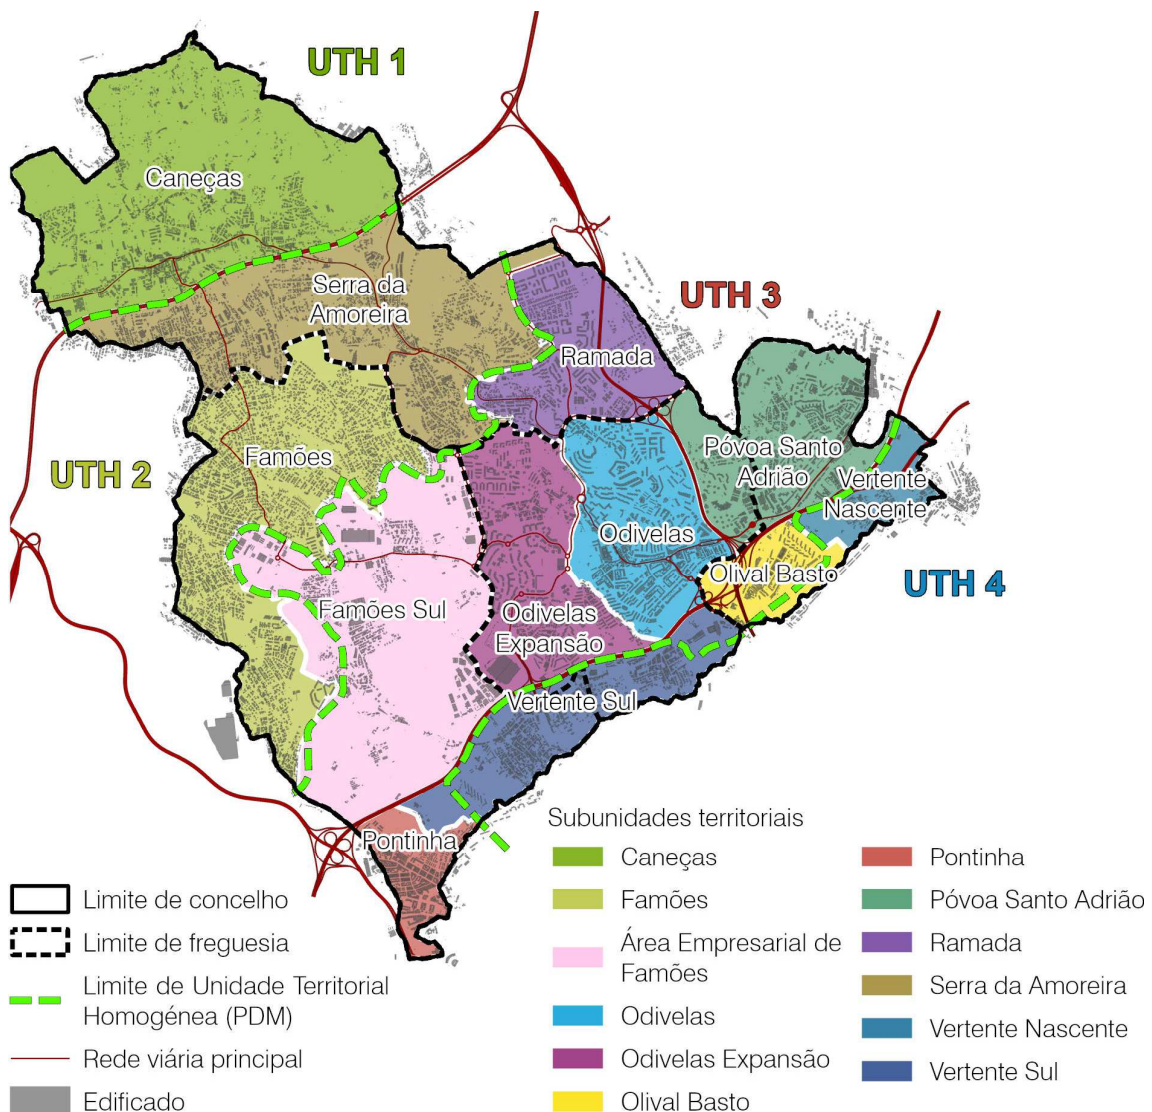 UTH 1
Caneças
Serra da
Amoreira
UTH 3
Ramada
Famões
UTH 2
Póvoa Santo
Adrião
Vertente
Nascente
Odivelas
Olival Basto
UTH 4
Famões Sul
Odivelas
Expansão
Vertente Sul
Pontinha
Limite de concelho
Limite de freguesia
Limite de Unidade Territorial
Homogénea (PDM)
Rede viária principal
Edificado
Subunidades territoriais
Caneças
Famões
Área Empresarial de
Famões
Odivelas
Odivelas Expansão
Olival Basto
Pontinha
Póvoa Santo Adrião
Ramada
Serra da Amoreira
Vertente Nascente
Vertente Sul